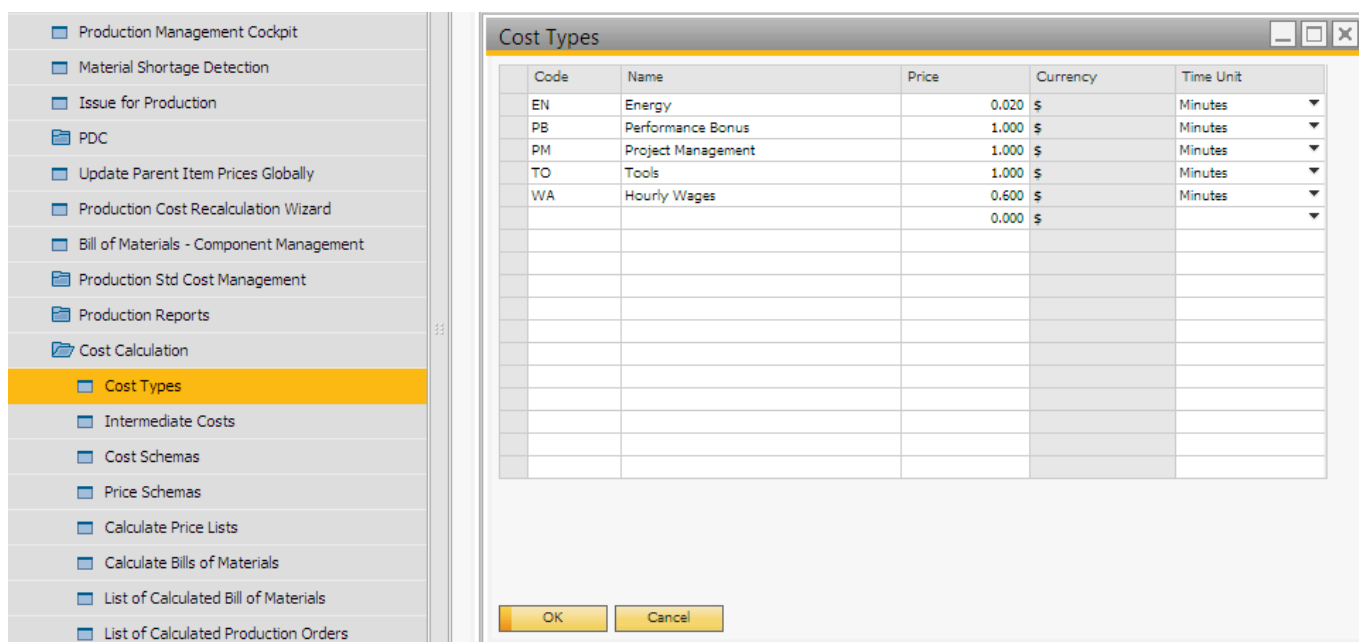 Production Management Cockpit
Material Shortage Detection
Issue for Production
PDC
Update Parent Item Prices Globally
Production Cost Recalculation Wizard
Bill of Materials - Component Management
Production Std Cost Management
Production Reports
Cost Calculation
Cost Types
Intermediate Costs
Cost Schemas
Price Schemas
Calculate Price Lists
Calculate Bills of Materials
List of Calculated Bill of Materials
List of Calculated Production Orders
Cost Types
Code Name Price Currency Time Unit
EN Energy 0.020 $ Minutes
PB Performance Bonus 1.000 $ Minutes
PM Project Management 1.000 $ Minutes
TO Tools 1.000 $ Minutes
WA Hourly Wages 0.600 $ Minutes
0.000 $
OK Cancel